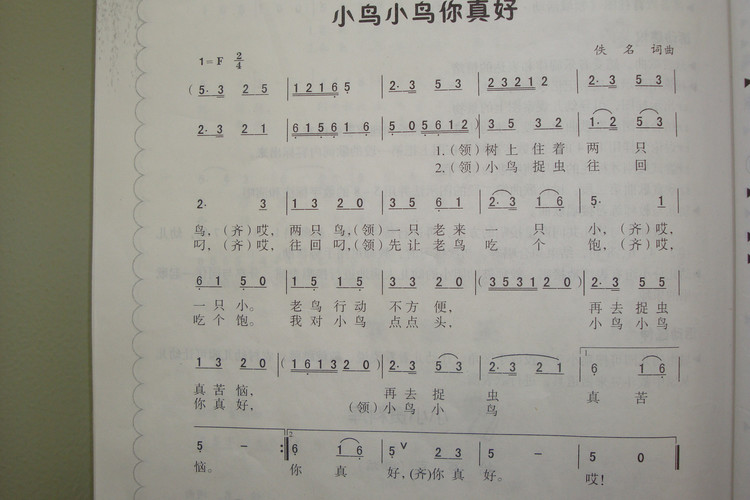 小鸟小鸟你真好
1=F 2/4
佚 名 词曲
(5·3 2 5 | 1 2 1 6 5 | 2·3 5 3 | 2 3 2 1 2 | 2·3 5 3
2·3 2 1 | 6 1 5 6 1 6 | 5 0 5 6 1 2) | 3 5 3 2 | 1·2 5 3
1.(领)树 上 住 着 两 只
2.(领)小 鸟 捉 虫 往 回
2· 3 | 1 3 2 0 | 3 5 6 1 | 2·3 1 6 | 5· 1
鸟,(齐)哎, 两 只 鸟,(领)一 只 老 来 一 只 小,(齐)哎,
叼,(齐)哎, 往 回 叼,(领)先 让 老 鸟 吃 个 饱,(齐)哎,
6 1 5 0 | 1 5 1 5 | 3 3 2 0 | (3 5 3 1 2 0) | 2·3 5 5
一 只 小。 老 鸟 行 动 不 方 便, 再 去 捉 虫
吃 个 饱。 我 对 小 鸟 点 点 头, 小 鸟 小 鸟
1 3 2 0 | (1 6 1 3 2 0) | 2·3 5 3 | 2·3 2 1 | 1. 6 1 6
真 苦 恼, 再 去 捉 虫 真 苦
你 真 好, (领)小 鸟 小 鸟
5 - :| 2. 6 1 6 | 5 ∨ 2 3 | 5 - | 5 0 ‖
恼。 你 真 好,(齐)你 真 好。 哎!